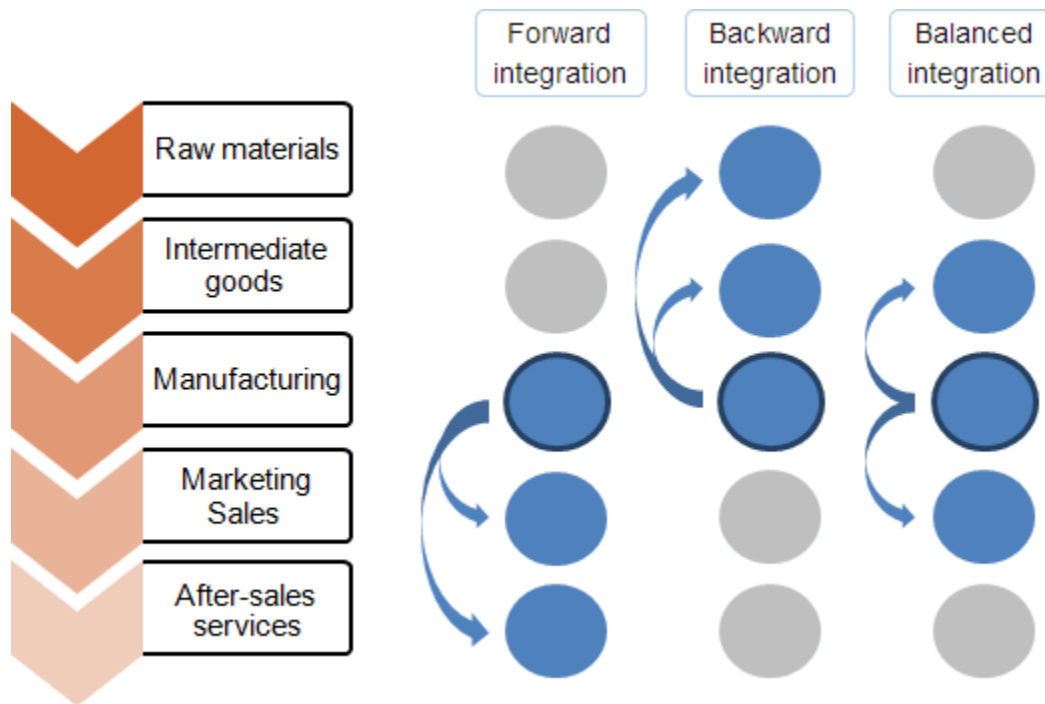 Forward
integration
Backward
integration
Balanced
integration
Raw materials
Intermediate
goods
Manufacturing
Marketing
Sales
After-sales
services